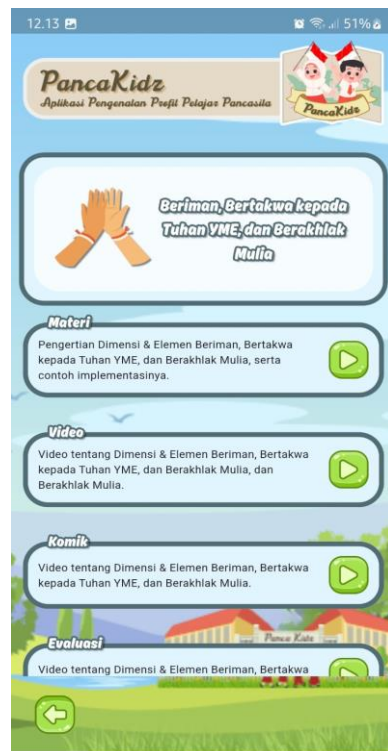 12.13
51%
PancaKidz
Aplikasi Pengenalan Profil Pelajar Pancasila
PancaKidz
Beriman, Bertakwa kepada
Tuhan YME, dan Berakhlak
Mulia
Materi
Pengertian Dimensi & Elemen Beriman, Bertakwa
kepada Tuhan YME, dan Berakhlak Mulia, serta
contoh implementasinya.
Video
Video tentang Dimensi & Elemen Beriman, Bertakwa
kepada Tuhan YME, dan Berakhlak Mulia, dan
Berakhlak Mulia.
Komik
Video tentang Dimensi & Elemen Beriman, Bertakwa
kepada Tuhan YME, dan Berakhlak Mulia.
Panca Kidz
Evaluasi
Video tentang Dimensi & Elemen Beriman, Bertakwa